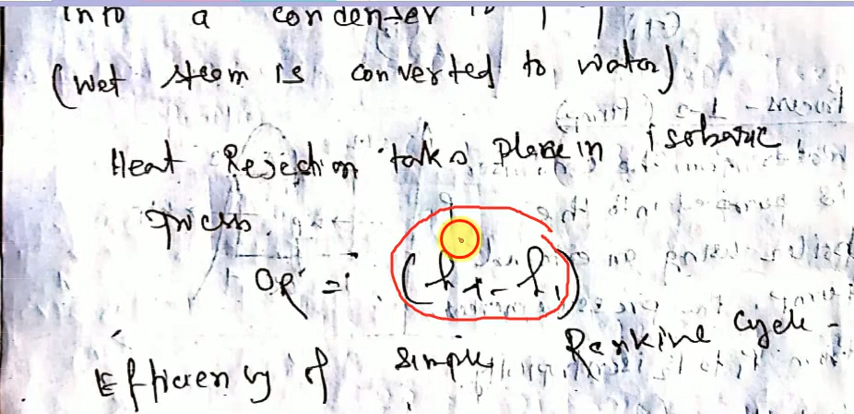 into a condenser is
(Wet steam is converted to water)
Heat Rejection takes place in isobaric
process
QR = (h4 - h1)
Efficiency of simple Rankine cycle -